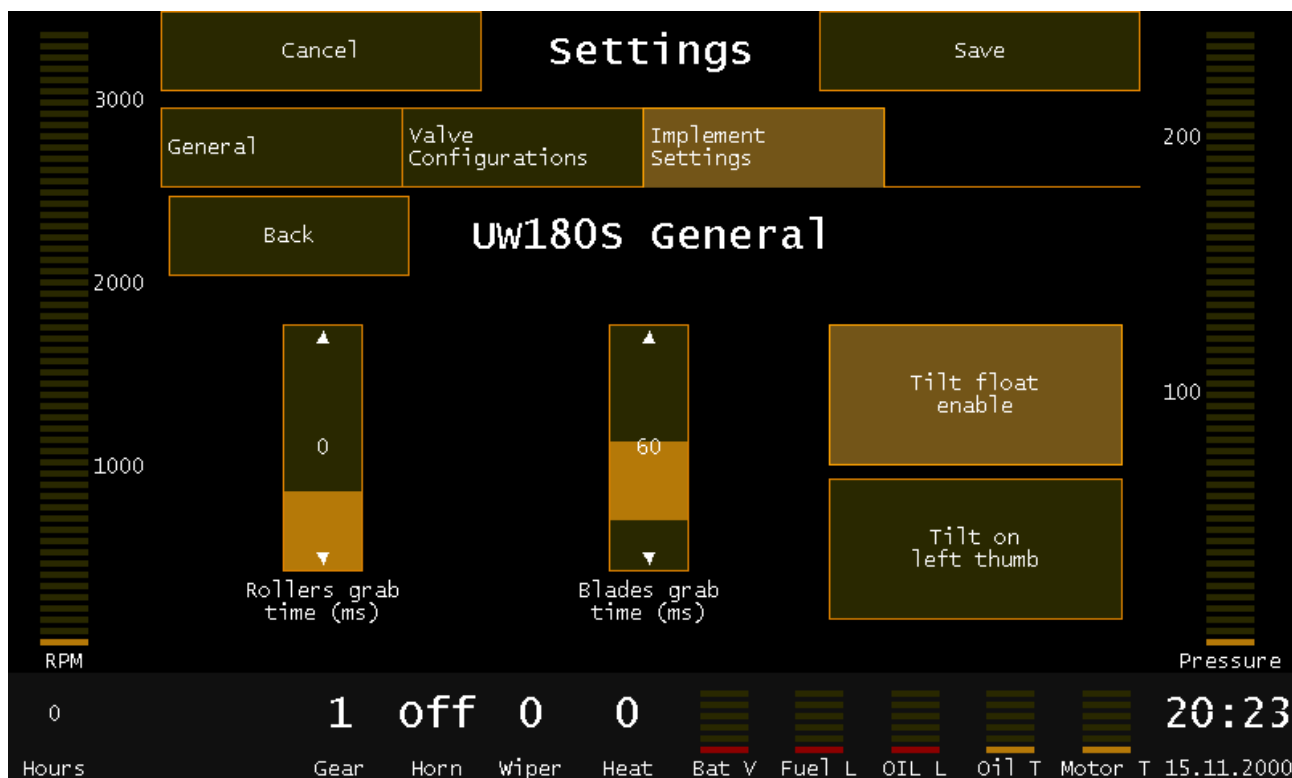 Cancel
Settings
Save
3000
General
Valve
Configurations
Implement
Settings
200
Back
UW180S General
2000
0
60
Tilt float
enable
100
1000
Tilt on
left thumb
Rollers grab
time (ms)
Blades grab
time (ms)
RPM
Pressure
0
1
off
0
0
20:23
Hours
Gear
Horn
Wiper
Heat
Bat V
Fuel L
OIL L
Oil T
Motor T
15.11.2000